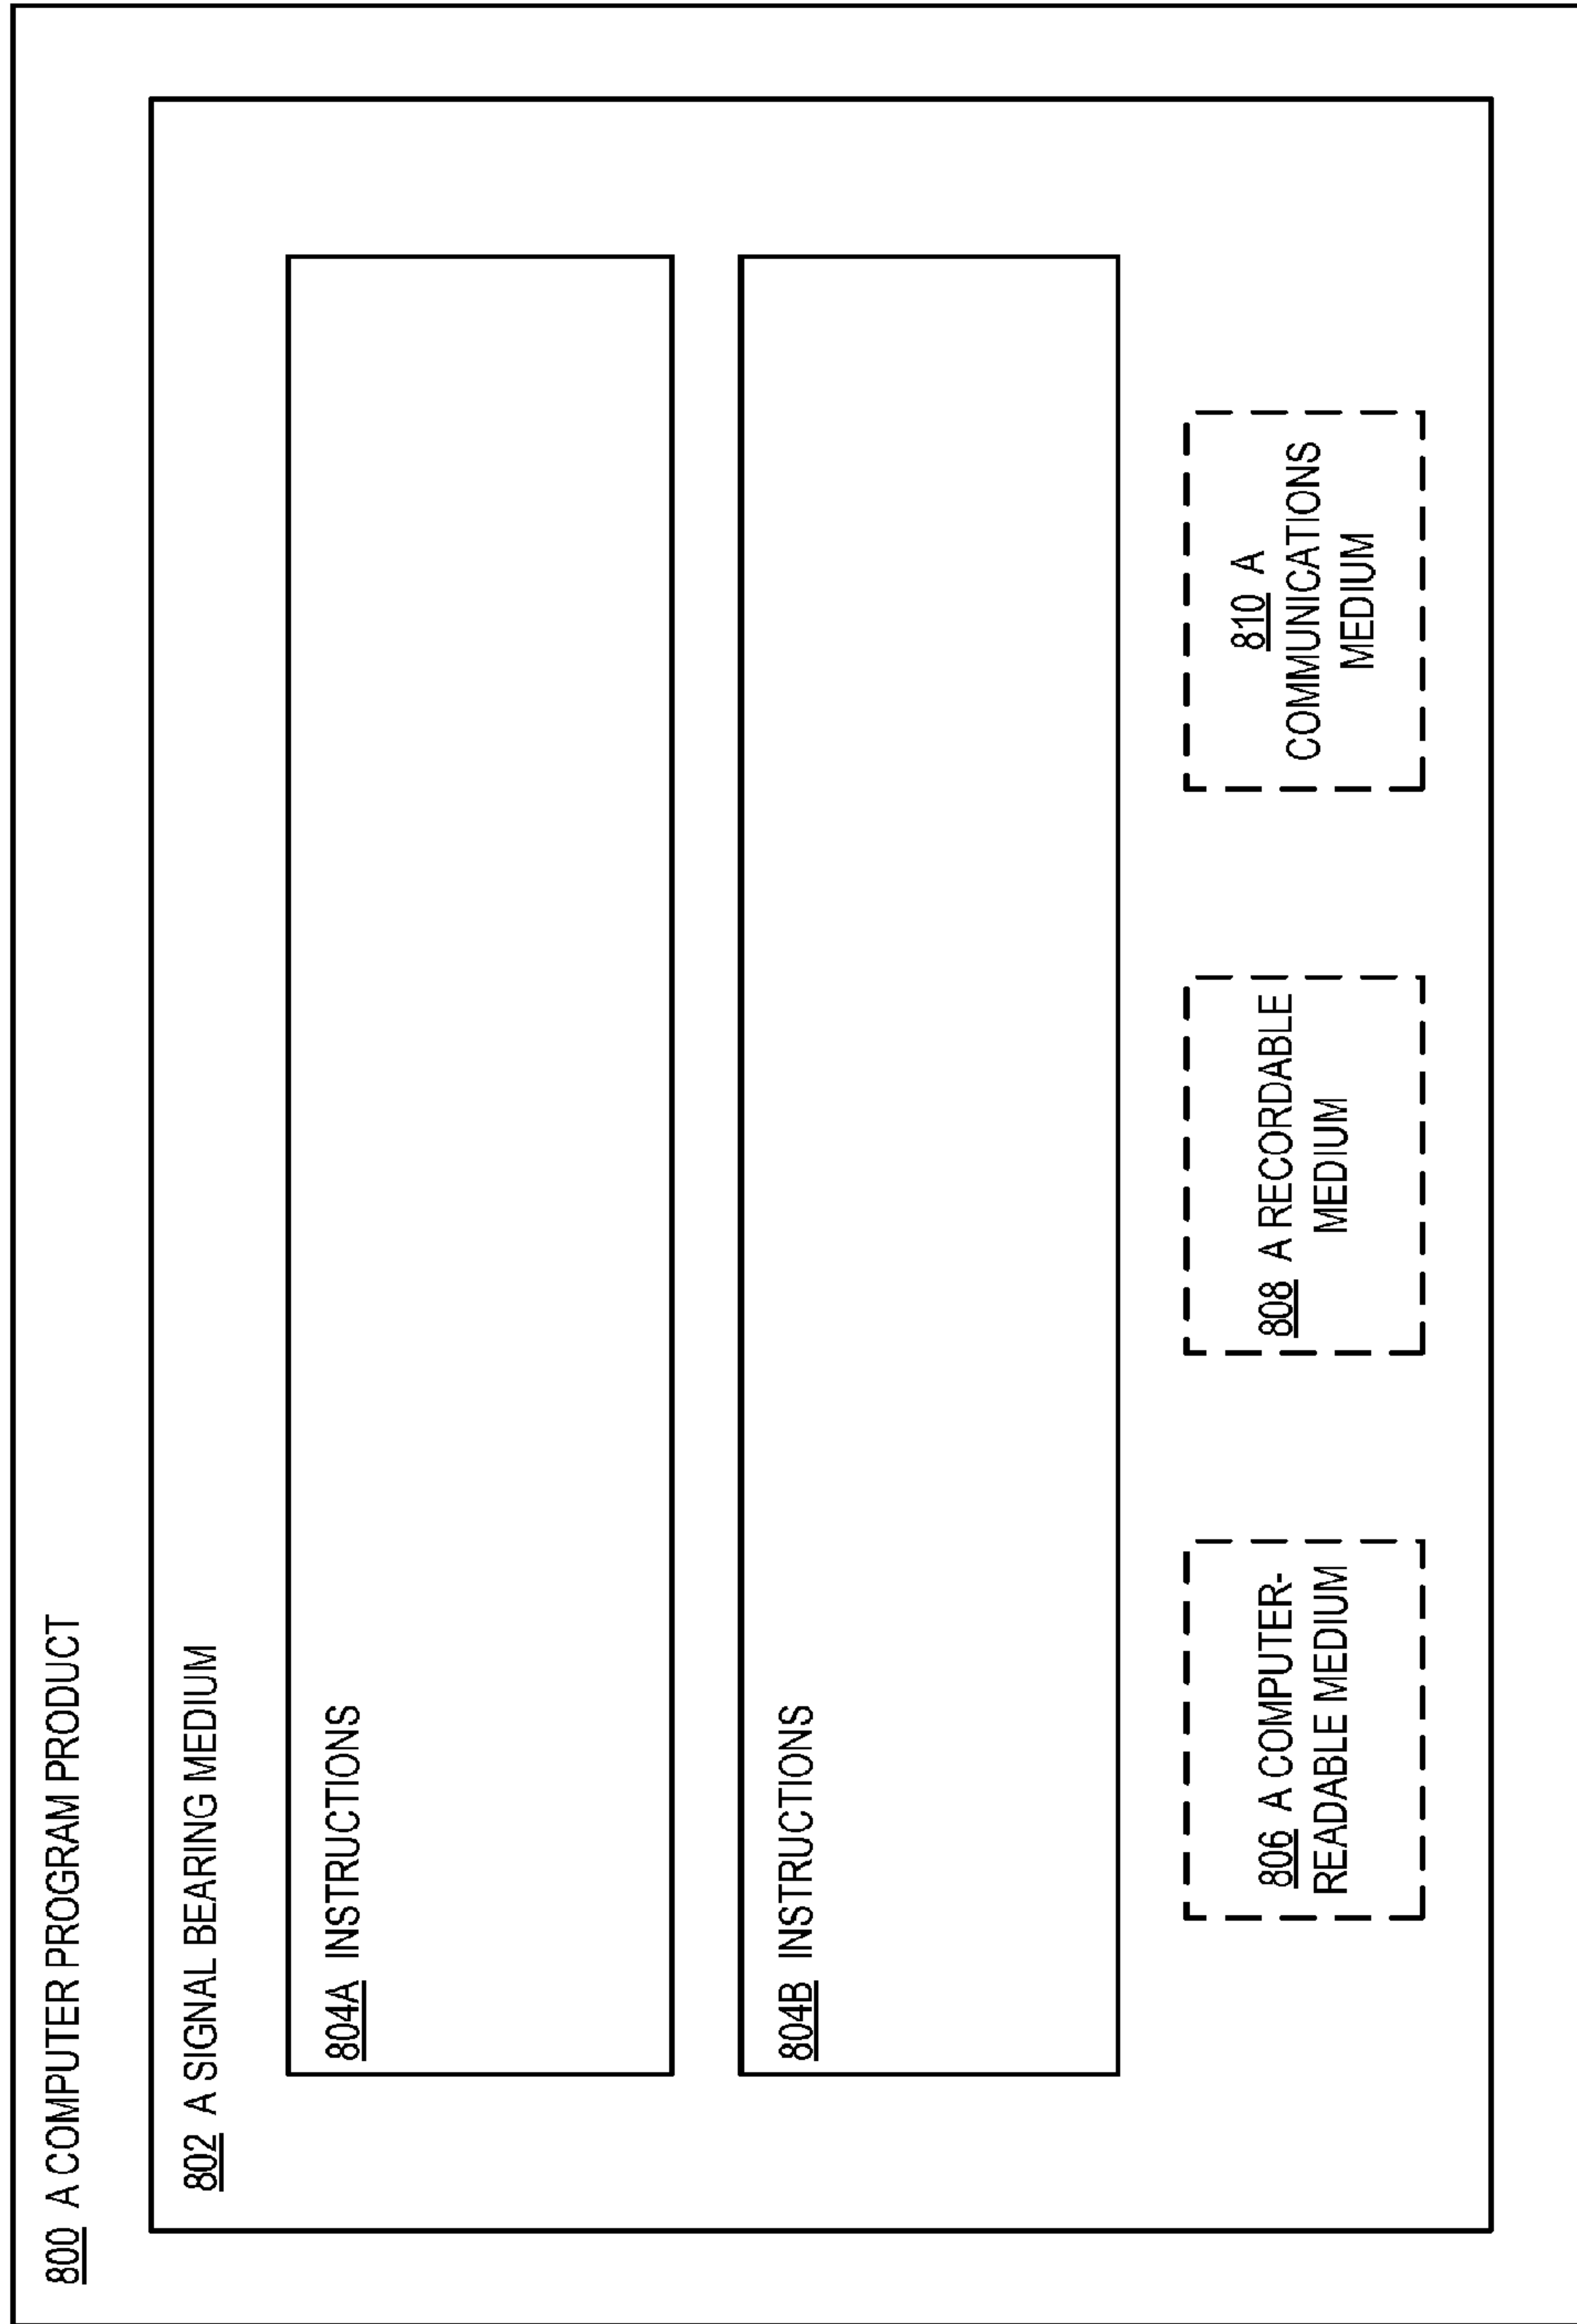 800 A COMPUTER PROGRAM PRODUCT
802 A SIGNAL BEARING MEDIUM
804A INSTRUCTIONS
804B INSTRUCTIONS
806 A COMPUTER-
READABLE MEDIUM
808 A RECORDABLE
MEDIUM
810 A
COMMUNICATIONS
MEDIUM